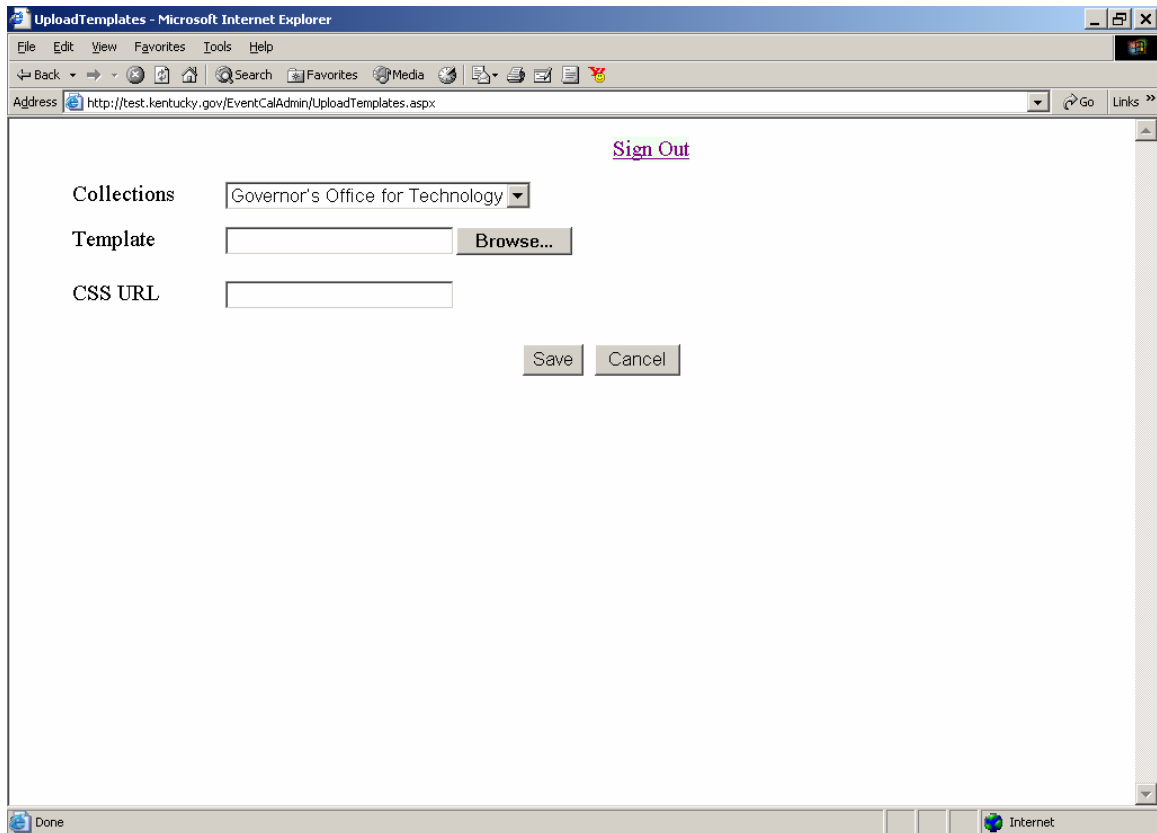 UploadTemplates - Microsoft Internet Explorer
File Edit View Favorites Tools Help
Back Search Favorites Media
Address http://test.kentucky.gov/EventCalAdmin/UploadTemplates.aspx Go Links »
Sign Out
Collections Governor's Office for Technology
Template Browse...
CSS URL
Save Cancel
Done Internet